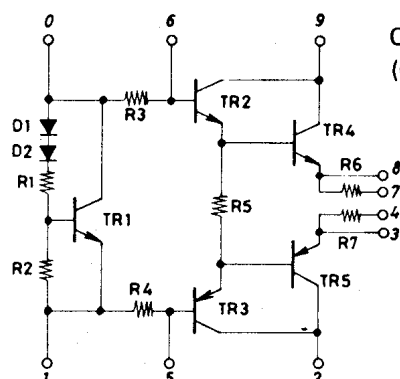 0 6 9 C
(
D1 R3 TR2
D2 TR4
R1 R6 8
7
TR1 R5 4
3
R2 R7
R4 TR5
TR3
1 5 2